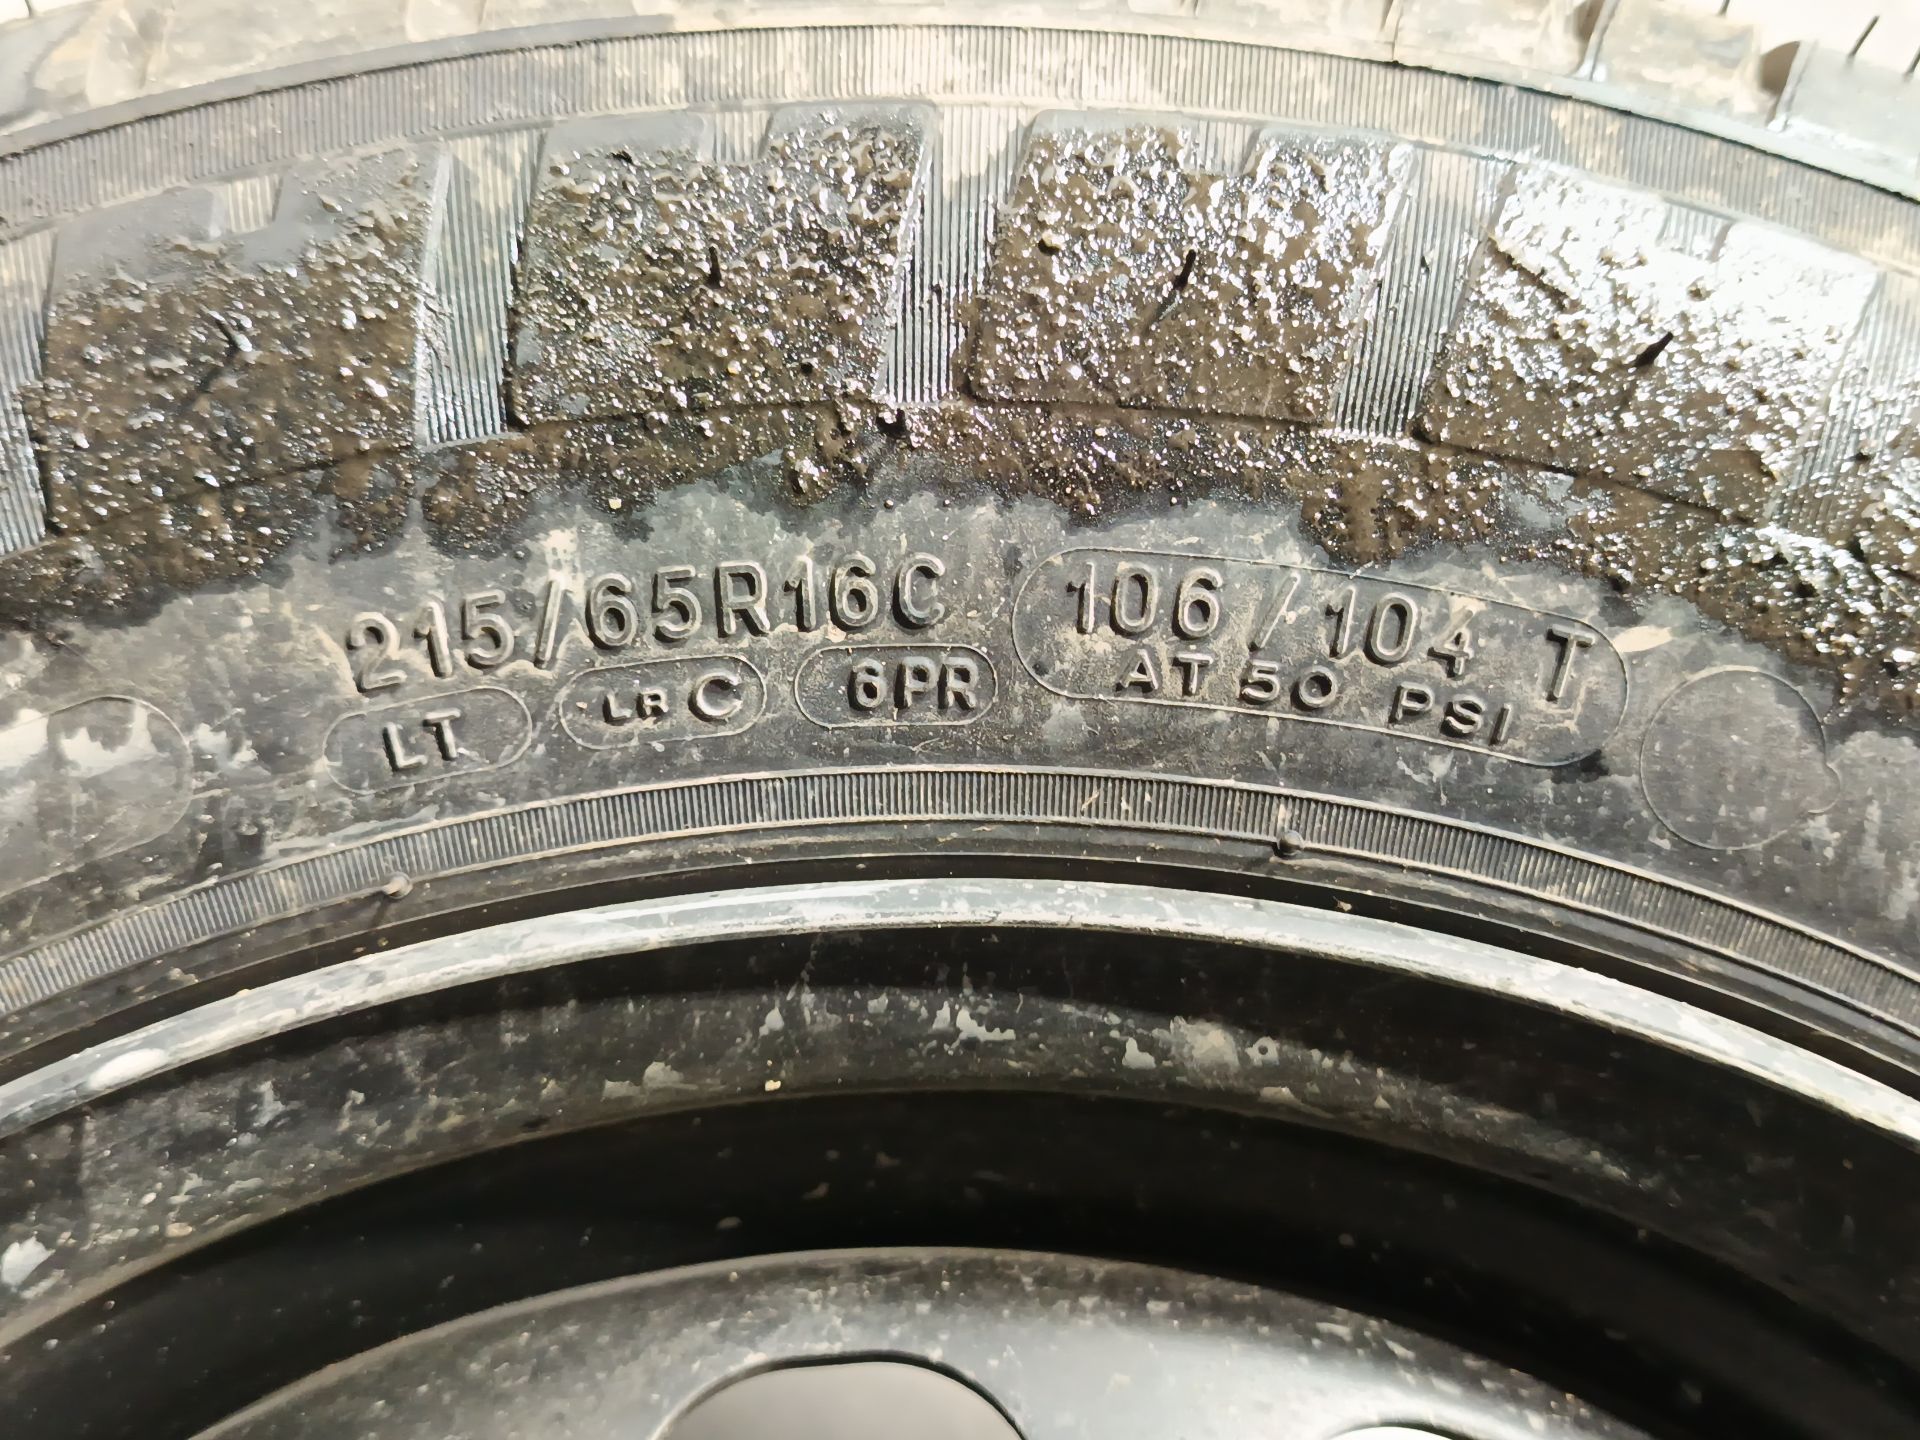 215/65R16C 106/104 T
LT LR C 6PR AT 50 PSI